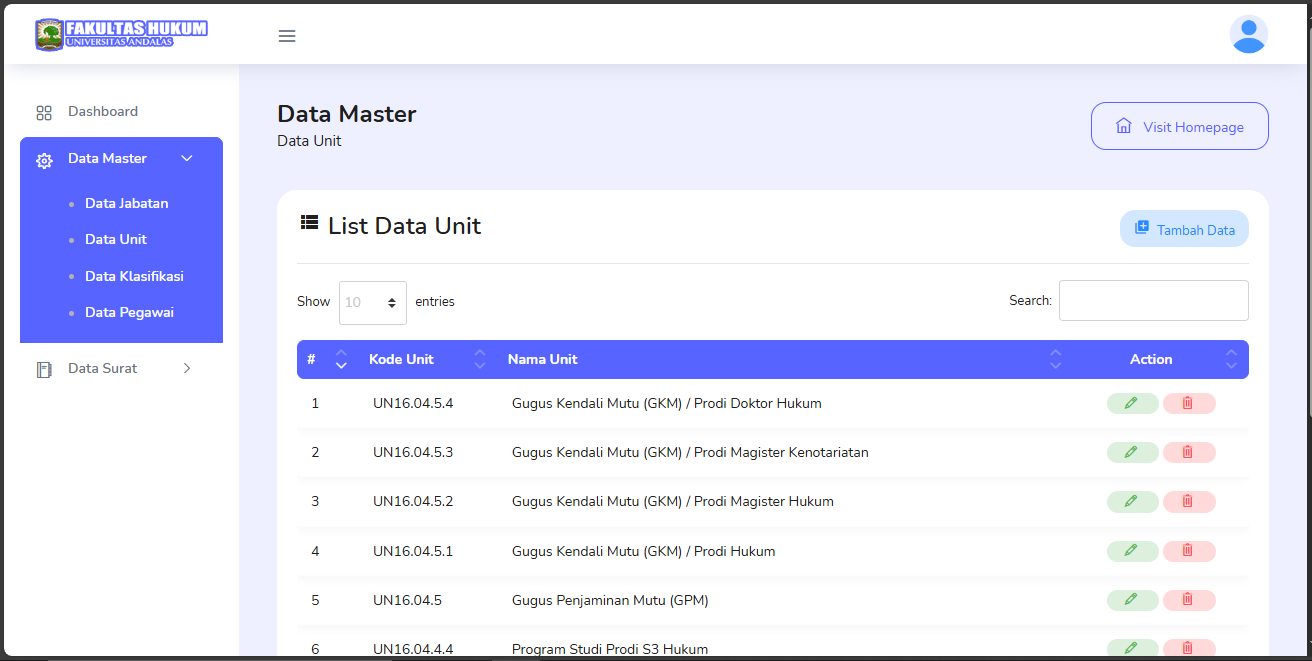 FAKULTAS HUKUM
UNIVERSITAS ANDALAS
Dashboard
Data Master
Data Jabatan
Data Unit
Data Klasifikasi
Data Pegawai
Data Surat
Data Master
Data Unit
Visit Homepage
List Data Unit
Tambah Data
Show 10 entries
Search:
# Kode Unit Nama Unit Action
1 UN16.04.5.4 Gugus Kendali Mutu (GKM) / Prodi Doktor Hukum
2 UN16.04.5.3 Gugus Kendali Mutu (GKM) / Prodi Magister Kenotariatan
3 UN16.04.5.2 Gugus Kendali Mutu (GKM) / Prodi Magister Hukum
4 UN16.04.5.1 Gugus Kendali Mutu (GKM) / Prodi Hukum
5 UN16.04.5 Gugus Penjaminan Mutu (GPM)
6 UN16.04.4.4 Program Studi Prodi S3 Hukum